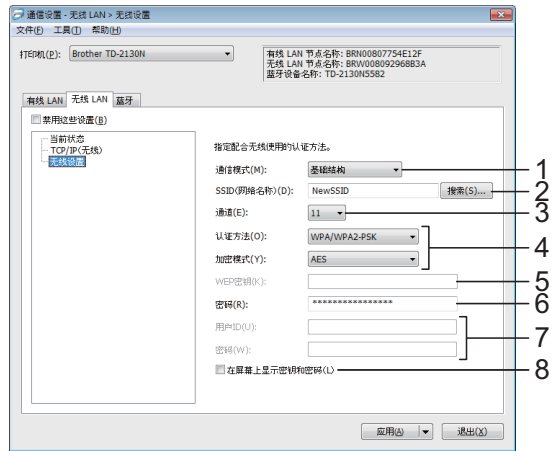 通信设置 - 无线 LAN > 无线设置
文件(F) 工具(T) 帮助(H)
打印机(P): Brother TD-2130N
有线 LAN 节点名称: BRN00807754E12F
无线 LAN 节点名称: BRW008092968B3A
蓝牙设备名称: TD-2130N5582
有线 LAN 无线 LAN 蓝牙
禁用这些设置(B)
当前状态
TCP/IP(无线)
无线设置
指定配合无线使用的认证方法。
通信模式(M): 基础结构 1
SSID(网络名称)(D): NewSSID 搜索(S)... 2
通道(E): 11 3
认证方法(O): WPA/WPA2-PSK
4
加密模式(Y): AES
WEP密钥(K): 5
密码(R): **************** 6
用户ID(U):
7
密码(W):
在屏幕上显示密钥和密码(L) 8
应用(A) 退出(X)